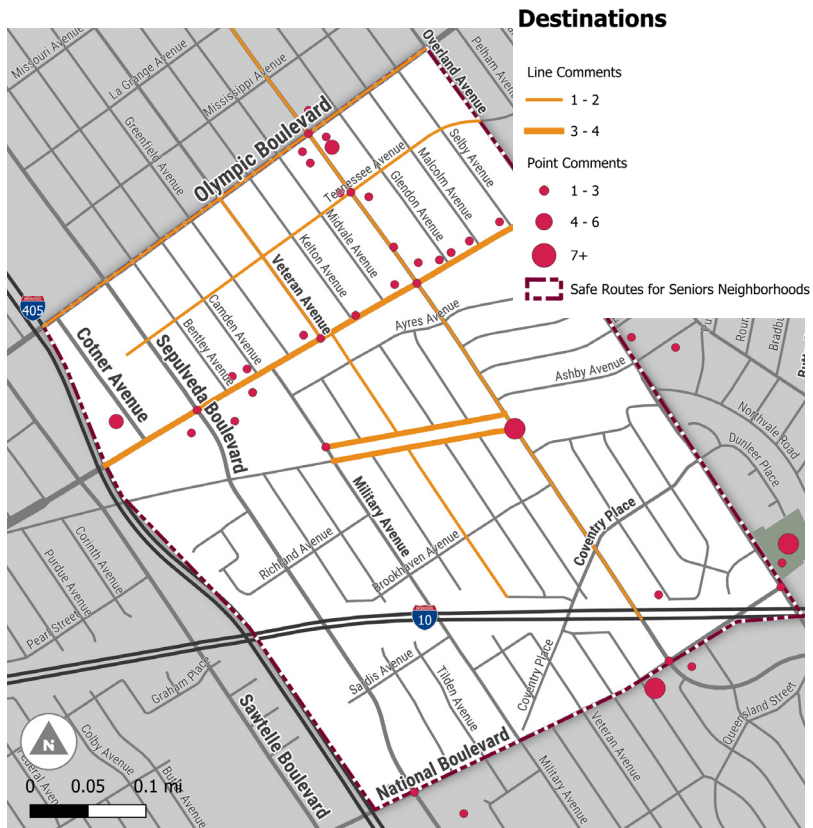 Destinations
Line Comments
1 - 2
3 - 4
Point Comments
1 - 3
4 - 6
7+
Safe Routes for Seniors Neighborhoods
Missouri Avenue
La Grange Avenue
Mississippi Avenue
Greenfield Avenue
Overland Avenue
Pelham Aven
Olympic Boulevard
Tennessee Avenue
Selby Avenue
Malcolm Avenue
Glendon Avenue
Midvale Avenue
Kelton Avenue
Veteran Avenue
405
Camden Avenue
Bentley Avenue
Cotner Avenue
Sepulveda Boulevard
Ayres Avenue
Ashby Avenue
Roun
Bradbu
Northvale Road
Dunleer Place
Military Avenue
Coventry Place
Richland Avenue
Brookhaven Avenue
Corinth Avenue
Purdue Avenue
Pearl Street
10
Graham Place
Sardis Avenue
Tilden Avenue
Coventry Place
Sawtelle Boulevard
Colby Avenue
National Boulevard
Veteran Avenue
Military Avenue
Queensland Street
N
0 0.05 0.1 mi